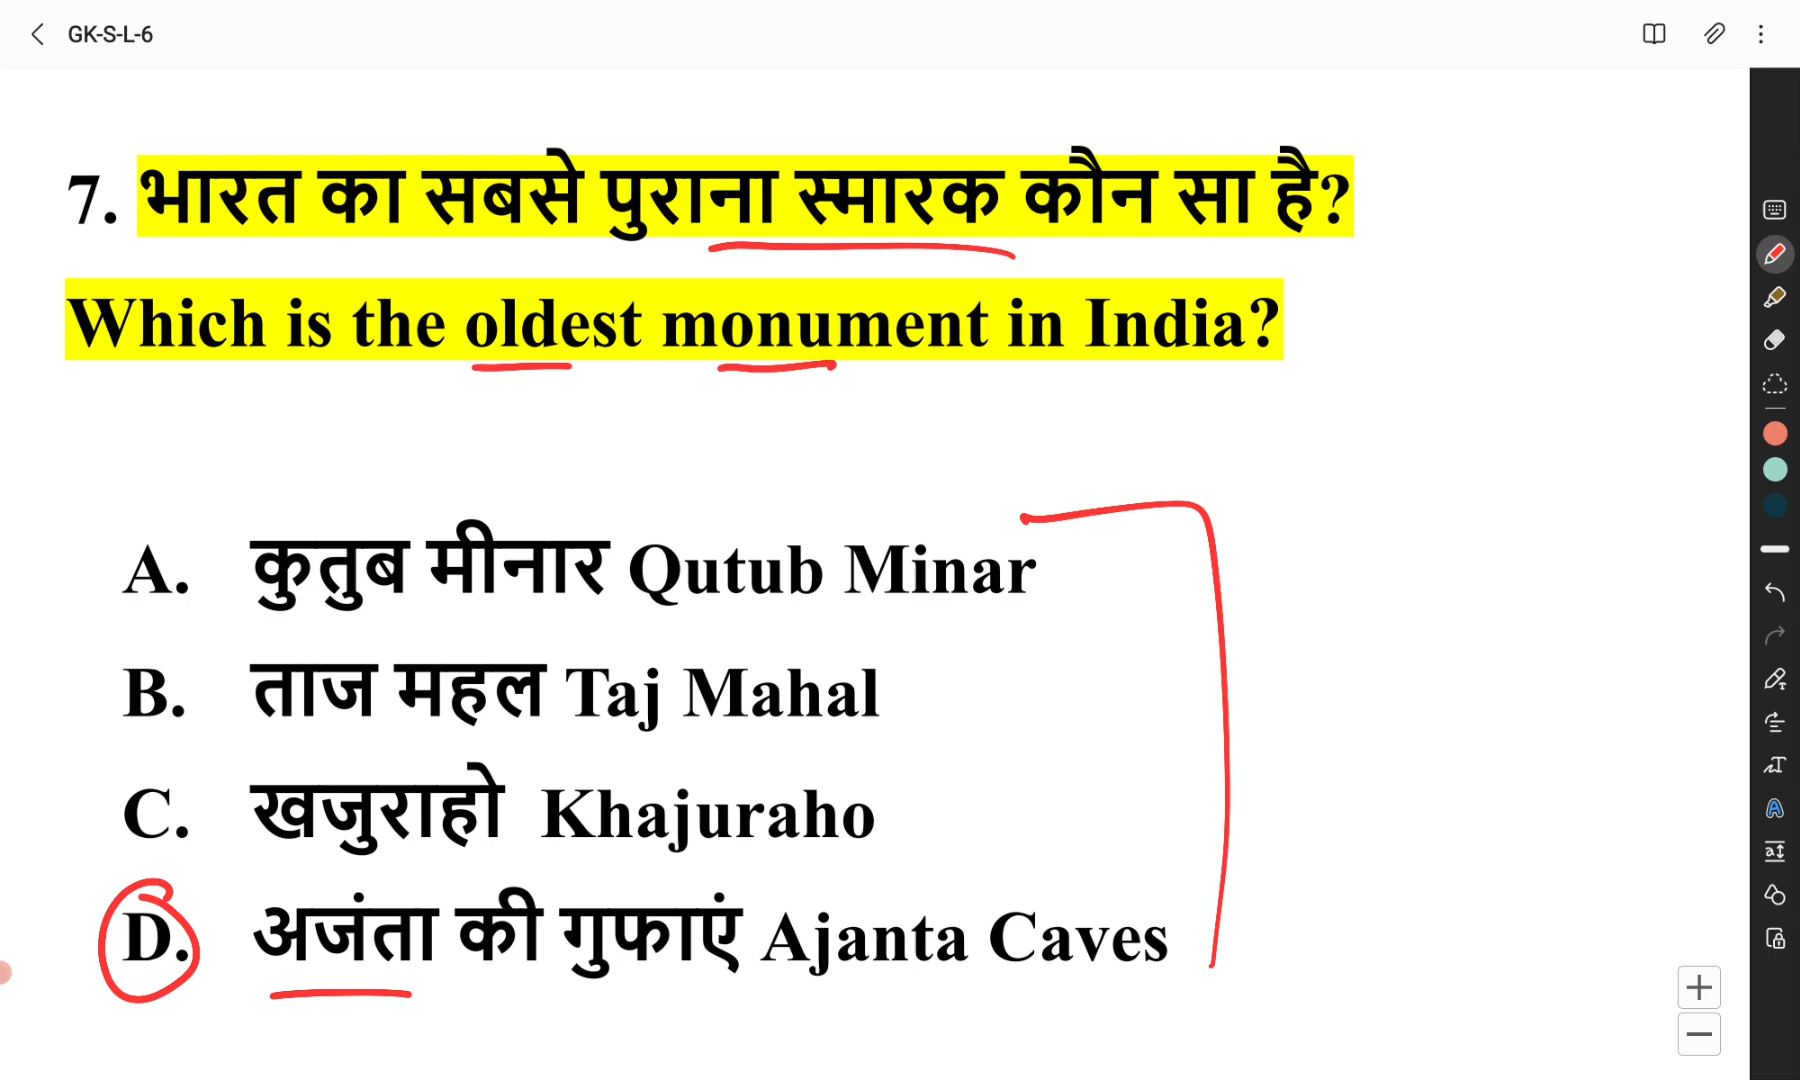 GK-S-L-6
7. भारत का सबसे पुराना स्मारक कौन सा है?
Which is the oldest monument in India?
A. कुतुब मीनार Qutub Minar
B. ताज महल Taj Mahal
C. खजुराहो Khajuraho
D. अजंता की गुफाएं Ajanta Caves